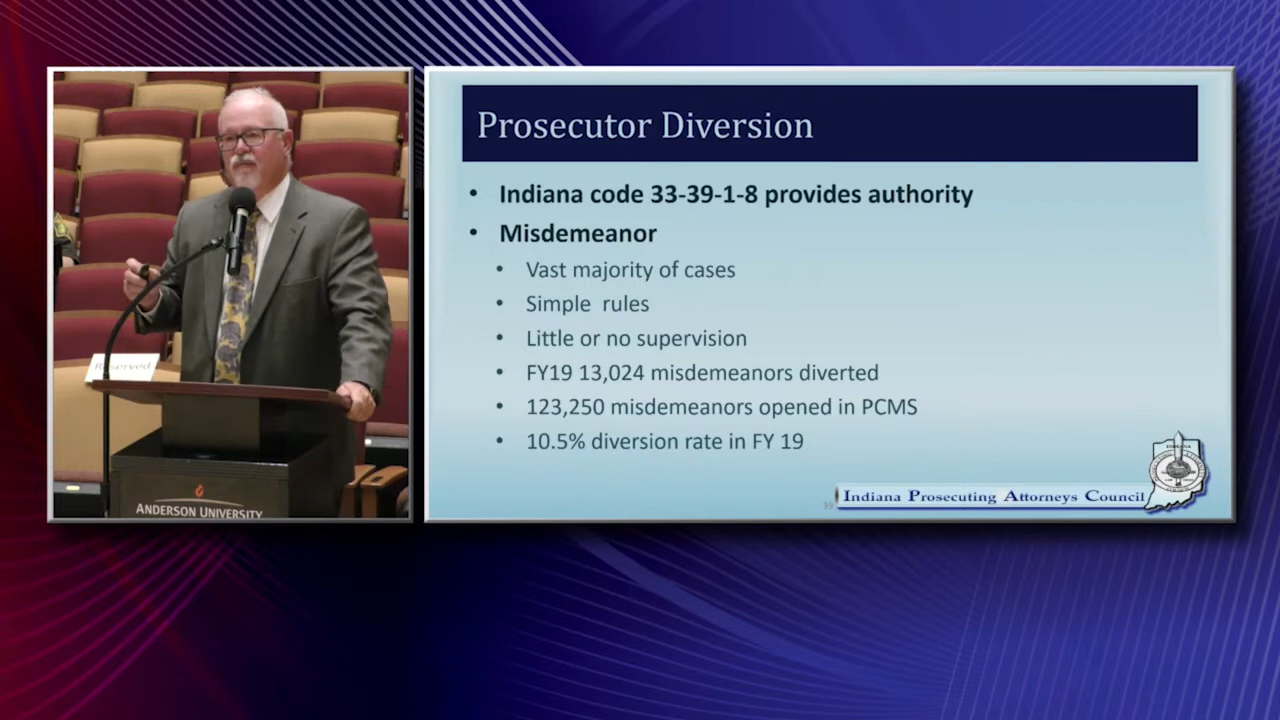 Prosecutor Diversion
• Indiana code 33-39-1-8 provides authority
• Misdemeanor
• Vast majority of cases
• Simple rules
• Little or no supervision
• FY19 13,024 misdemeanors diverted
• 123,250 misdemeanors opened in PCMS
• 10.5% diversion rate in FY 19
Indiana Prosecuting Attorneys Council
INDIANA
Reserved
ANDERSON UNIVERSITY